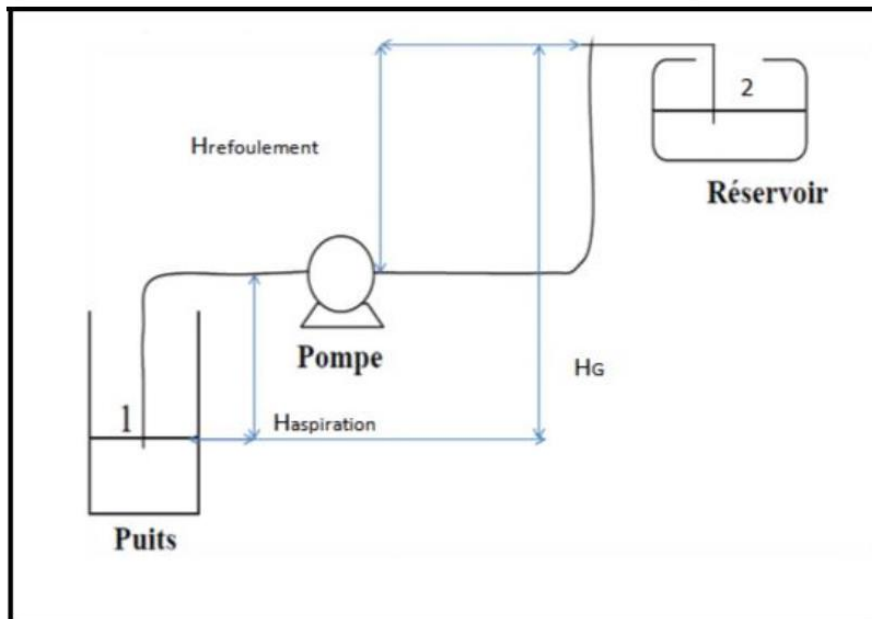 2
Hrefoulement
Réservoir
Pompe
HG
1
Haspiration
Puits